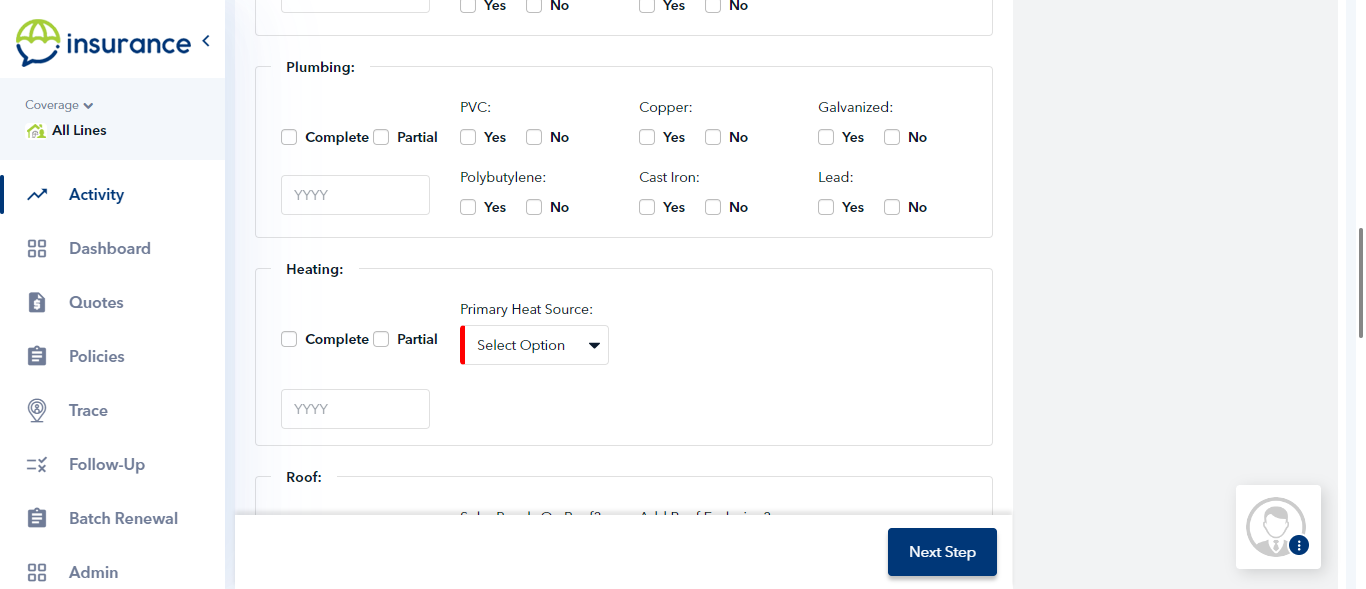 insurance
Coverage
All Lines
Activity
Dashboard
Quotes
Policies
Trace
Follow-Up
Batch Renewal
Admin
Yes No Yes No
Plumbing:
PVC: Copper: Galvanized:
Complete Partial Yes No Yes No Yes No
Polybutylene: Cast Iron: Lead:
YYYY Yes No Yes No Yes No
Heating:
Primary Heat Source:
Complete Partial Select Option
YYYY
Roof:
Next Step